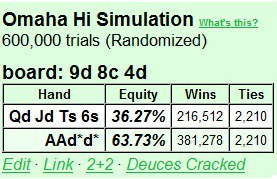 Omaha Hi Simulation What's this?
600,000 trials (Randomized)
board: 9d 8c 4d
Hand Equity Wins Ties
Qd Jd Ts 6s 36.27% 216,512 2,210
AAd*d* 63.73% 381,278 2,210
Edit · Link · 2+2 · Deuces Cracked